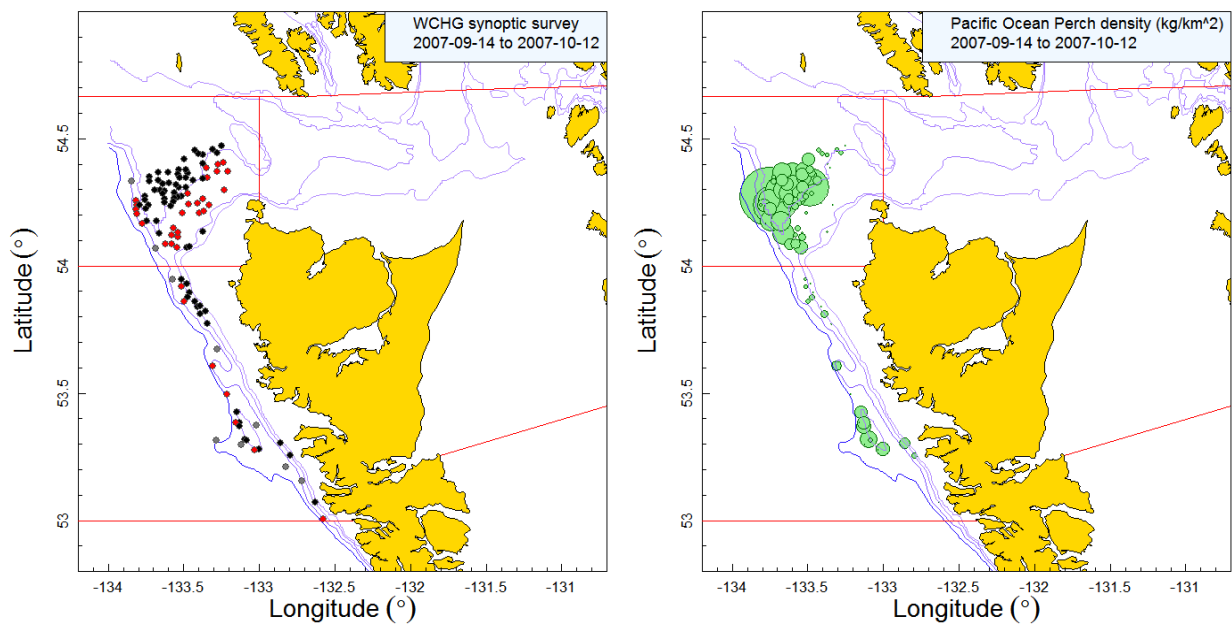 WCHG synoptic survey
2007-09-14 to 2007-10-12
54.5
54
53.5
53
Latitude (°)
-134
-133.5
-133
-132.5
-132
-131.5
-131
Longitude (°)
Pacific Ocean Perch density (kg/km^2)
2007-09-14 to 2007-10-12
54.5
54
53.5
53
Latitude (°)
-134
-133.5
-133
-132.5
-132
-131.5
-131
Longitude (°)